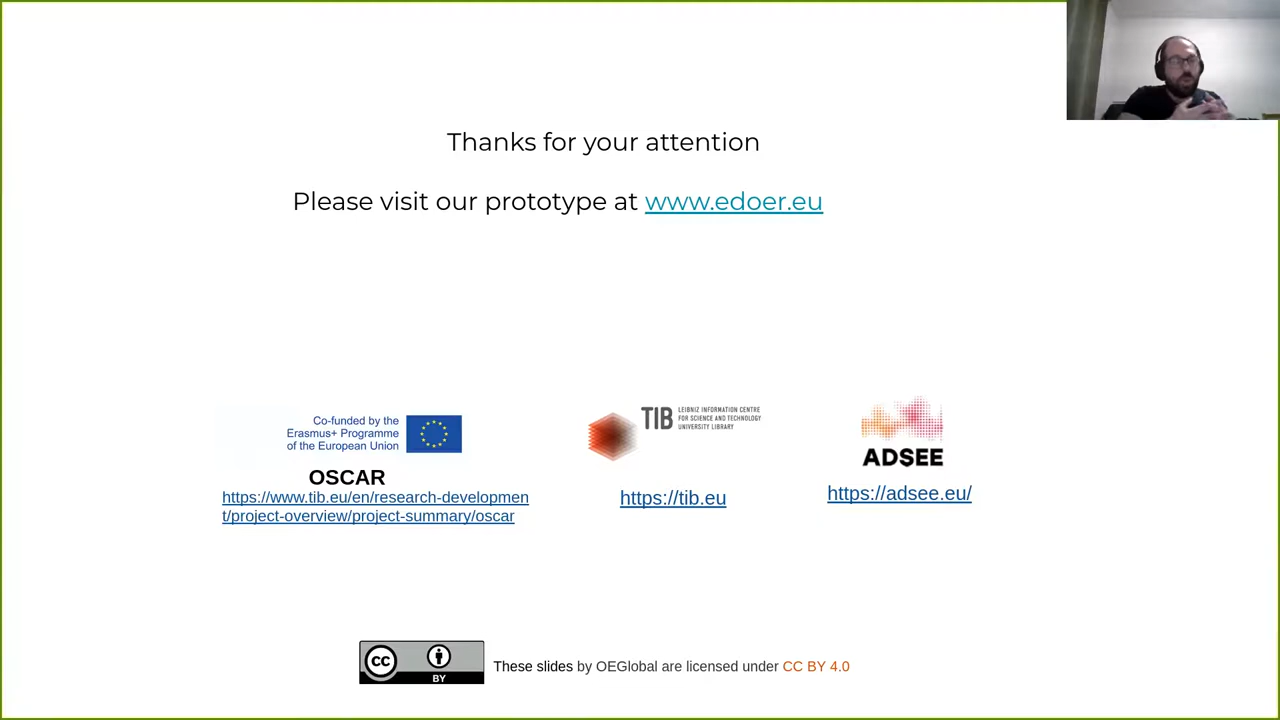 Thanks for your attention
Please visit our prototype at www.edoer.eu
Co-funded by the
Erasmus+ Programme
of the European Union
OSCAR
https://www.tib.eu/en/research-developmen
t/project-overview/project-summary/oscar
TIB
LEIBNIZ INFORMATION CENTRE
FOR SCIENCE AND TECHNOLOGY
UNIVERSITY LIBRARY
https://tib.eu
ADSEE
https://adsee.eu/
CC
BY
These slides by OEGlobal are licensed under CC BY 4.0